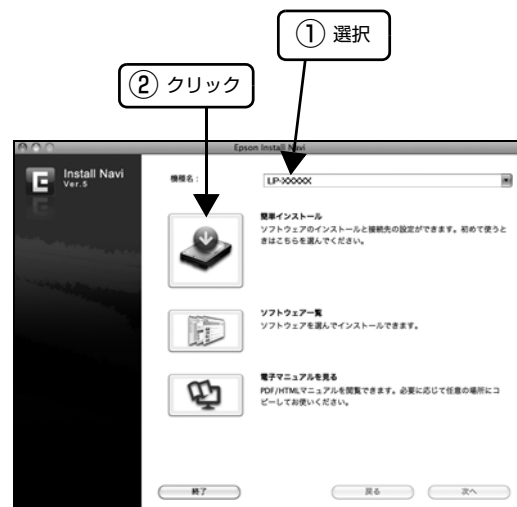 ① 選択
② クリック
Epson Install Navi
Install Navi
Ver.5
機種名：
LP-XXXXX
簡単インストール
ソフトウェアのインストールと接続先の設定ができます。初めて使うと
きはこちらを選んでください。
ソフトウェア一覧
ソフトウェアを選んでインストールできます。
電子マニュアルを見る
PDF/HTMLマニュアルを閲覧できます。必要に応じて任意の場所にコ
ピーしてお使いください。
終了
戻る
次へ